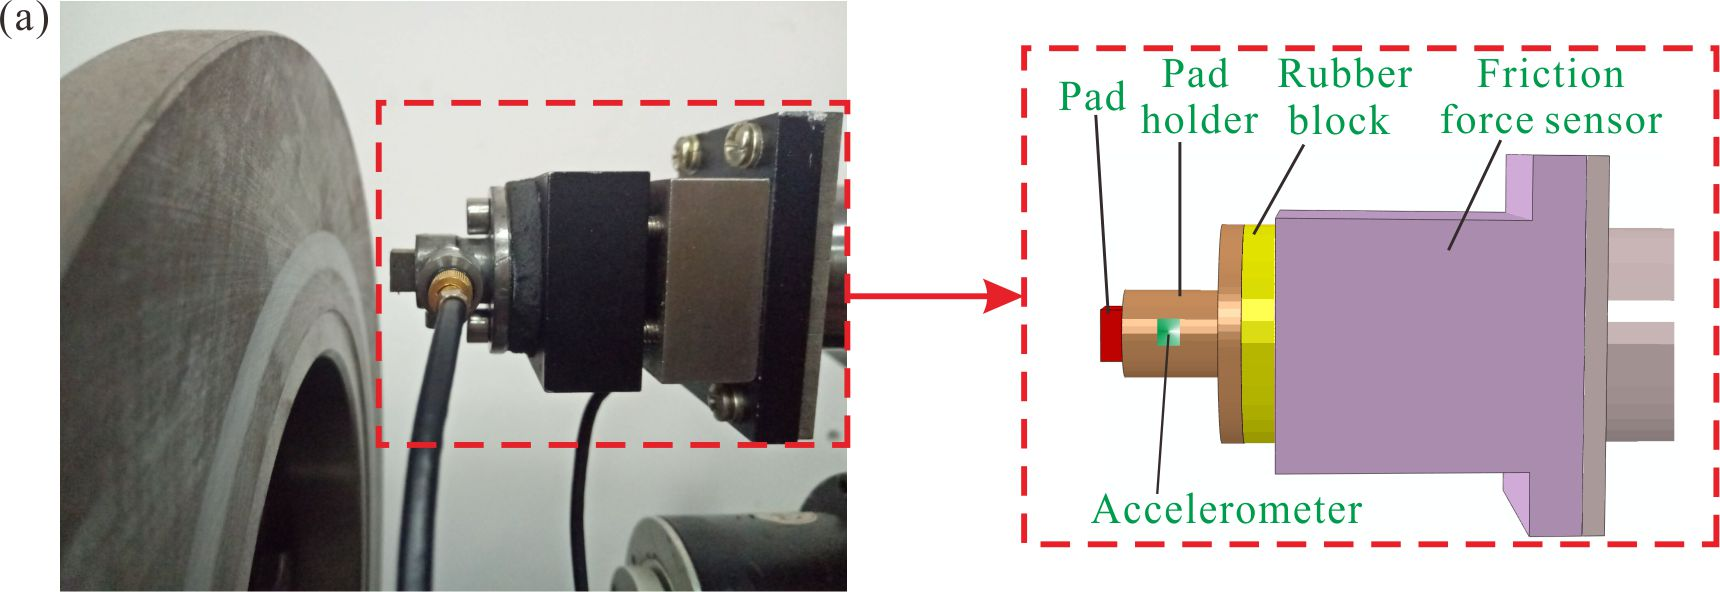 (a)
Pad
Pad
holder
Rubber
block
Friction
force sensor
Accelerometer